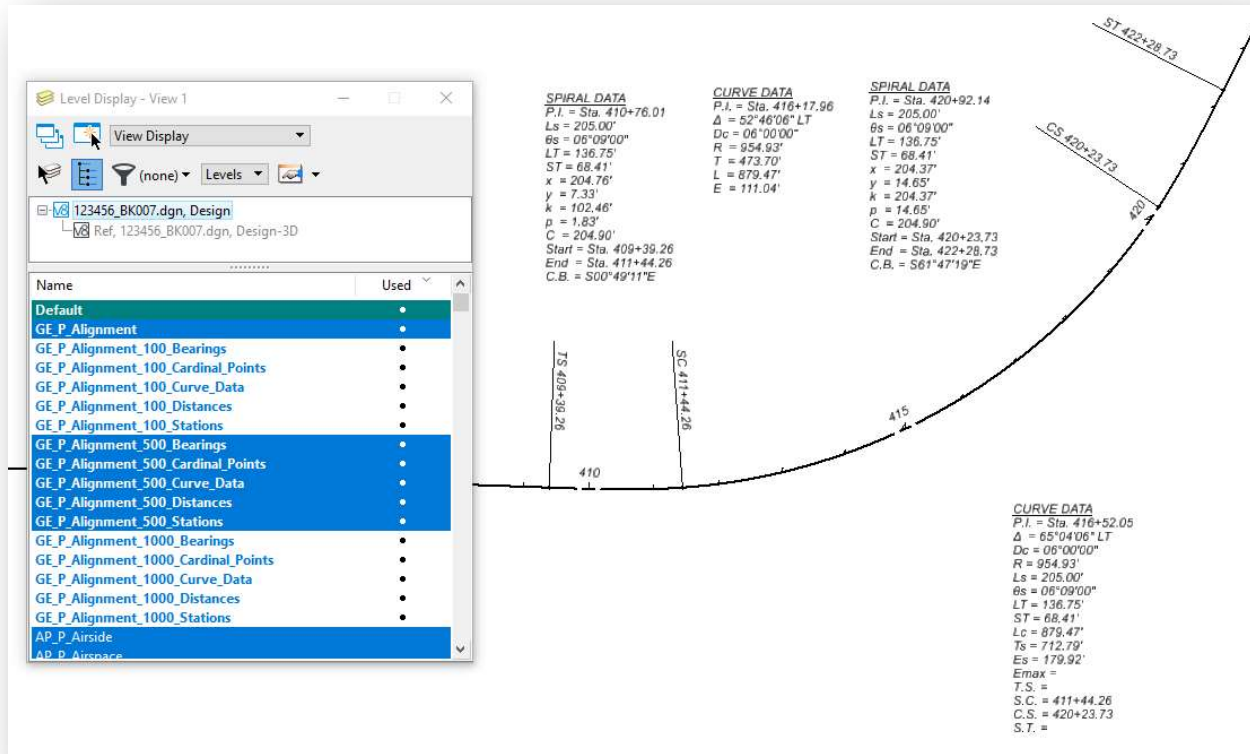 Level Display - View 1
View Display
(none)
Levels
123456_BK007.dgn, Design
Ref, 123456_BK007.dgn, Design-3D
Name Used
Default
GE_P_Alignment
GE_P_Alignment_100_Bearings
GE_P_Alignment_100_Cardinal_Points
GE_P_Alignment_100_Curve_Data
GE_P_Alignment_100_Distances
GE_P_Alignment_100_Stations
GE_P_Alignment_500_Bearings
GE_P_Alignment_500_Cardinal_Points
GE_P_Alignment_500_Curve_Data
GE_P_Alignment_500_Distances
GE_P_Alignment_500_Stations
GE_P_Alignment_1000_Bearings
GE_P_Alignment_1000_Cardinal_Points
GE_P_Alignment_1000_Curve_Data
GE_P_Alignment_1000_Distances
GE_P_Alignment_1000_Stations
AP_P_Airside
AP_P_Airspace
SPIRAL DATA
P.I. = Sta. 410+76.01
Ls = 205.00'
θs = 06°09'00"
LT = 136.75'
ST = 68.41'
x = 204.76'
y = 7.33'
k = 102.46'
p = 1.83'
C = 204.90'
Start = Sta. 409+39.26
End = Sta. 411+44.26
C.B. = S00°49'11"E
CURVE DATA
P.I. = Sta. 416+17.96
Δ = 52°46'06" LT
Dc = 06°00'00"
R = 954.93'
T = 473.70'
L = 879.47'
E = 111.04'
SPIRAL DATA
P.I. = Sta. 420+92.14
Ls = 205.00'
θs = 06°09'00"
LT = 136.75'
ST = 68.41'
x = 204.37'
y = 14.65'
k = 204.37'
p = 14.65'
C = 204.90'
Start = Sta. 420+23.73
End = Sta. 422+28.73
C.B. = S61°47'19"E
ST 422+28.73
CS 420+23.73
420
415
TS 409+39.26
SC 411+44.26
410
CURVE DATA
P.I. = Sta. 416+52.05
Δ = 65°04'06" LT
Dc = 06°00'00"
R = 954.93'
Ls = 205.00'
θs = 06°09'00"
LT = 136.75'
ST = 68.41'
Lc = 879.47'
Ts = 712.79'
Es = 179.92'
Emax =
T.S. =
S.C. = 411+44.26
C.S. = 420+23.73
S.T. =